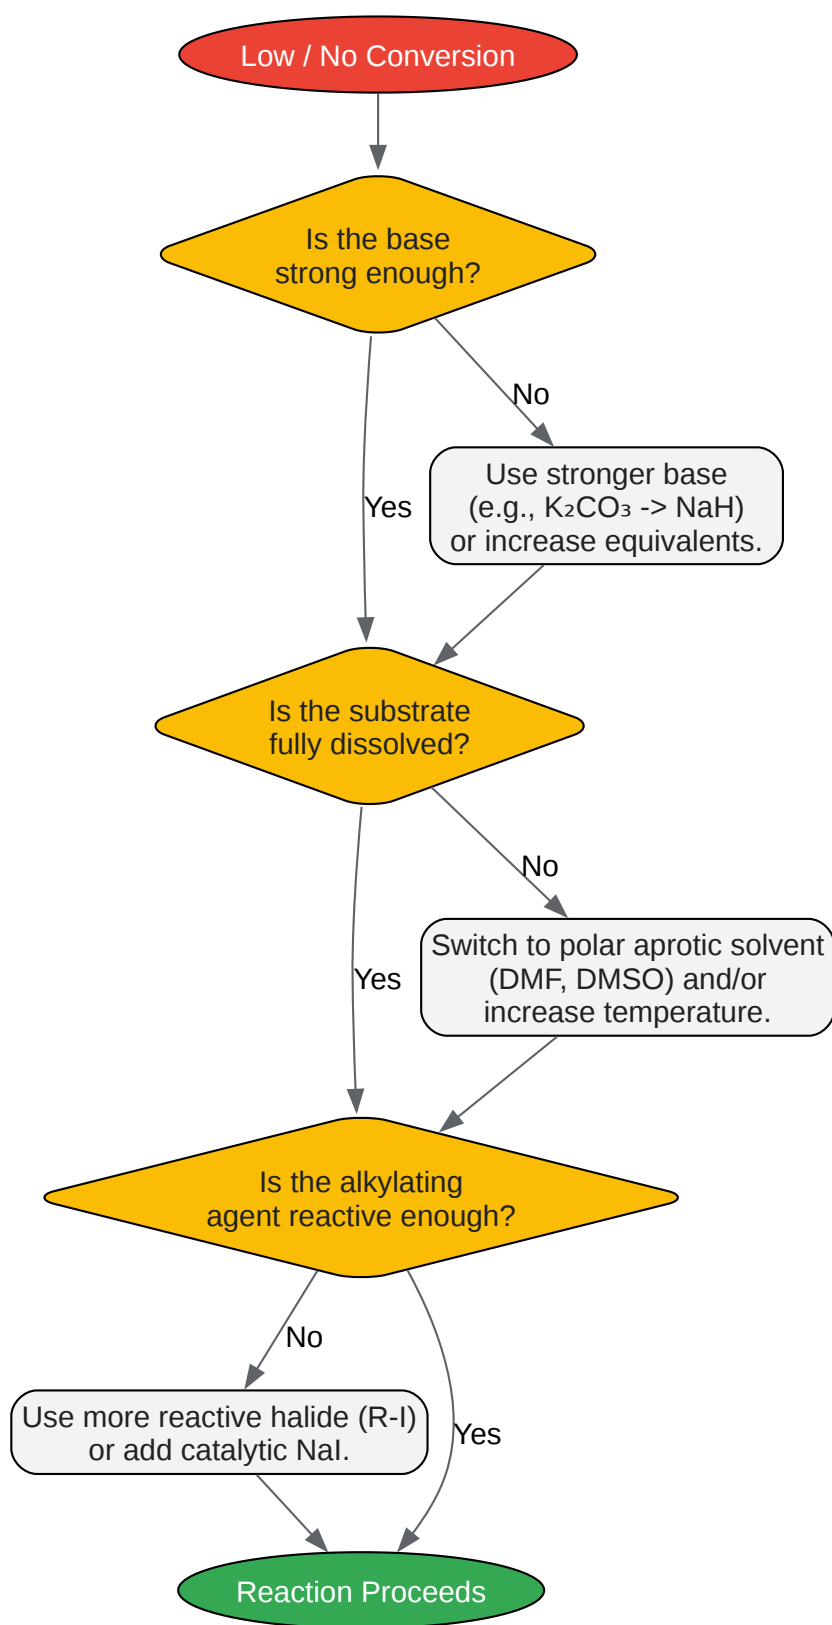 Low / No Conversion
Is the base
strong enough?
No
Use stronger base
(e.g., K₂CO₃ -> NaH)
or increase equivalents.
Yes
Is the substrate
fully dissolved?
No
Switch to polar aprotic solvent
(DMF, DMSO) and/or
increase temperature.
Yes
Is the alkylating
agent reactive enough?
No
Use more reactive halide (R-I)
or add catalytic NaI.
Yes
Reaction Proceeds